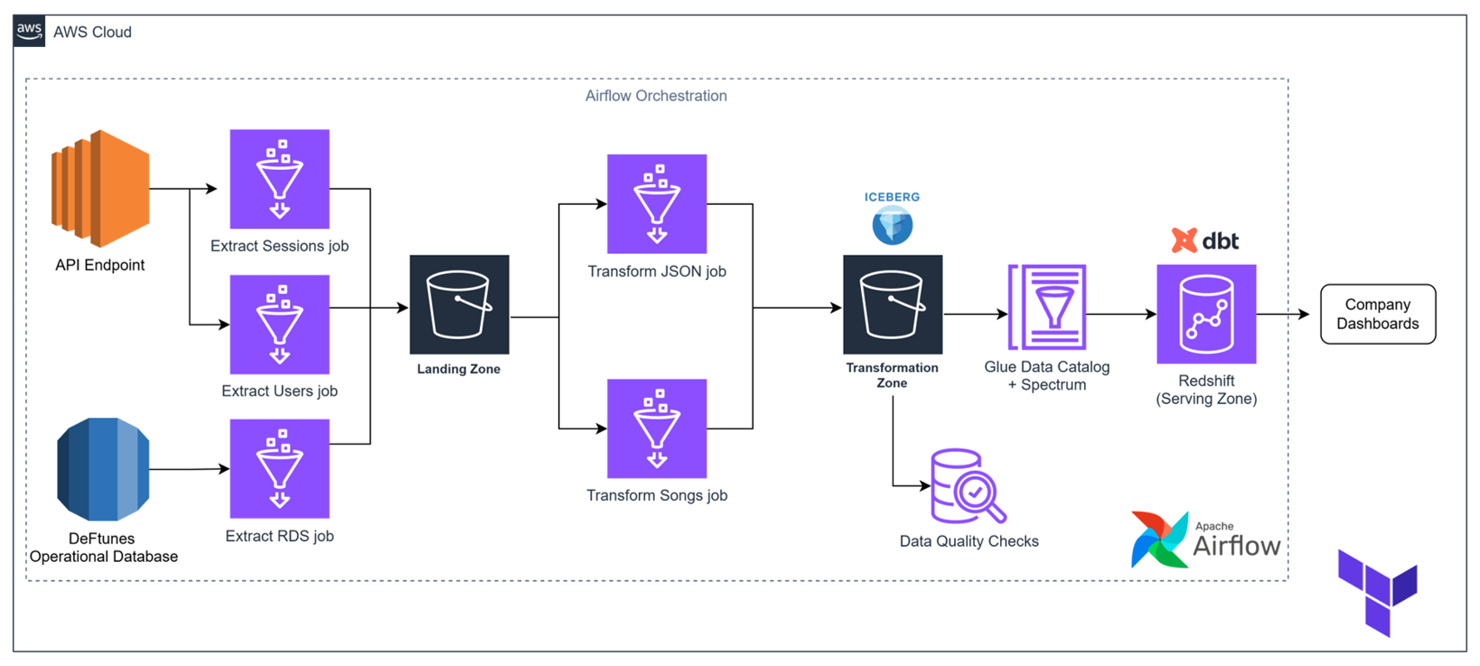 aws
AWS Cloud
Airflow Orchestration
API Endpoint
Extract Sessions job
Extract Users job
DeFtunes
Operational Database
Extract RDS job
Landing Zone
Transform JSON job
Transform Songs job
ICEBERG
Transformation
Zone
Data Quality Checks
Glue Data Catalog
+ Spectrum
dbt
Redshift
(Serving Zone)
Company
Dashboards
Apache
Airflow